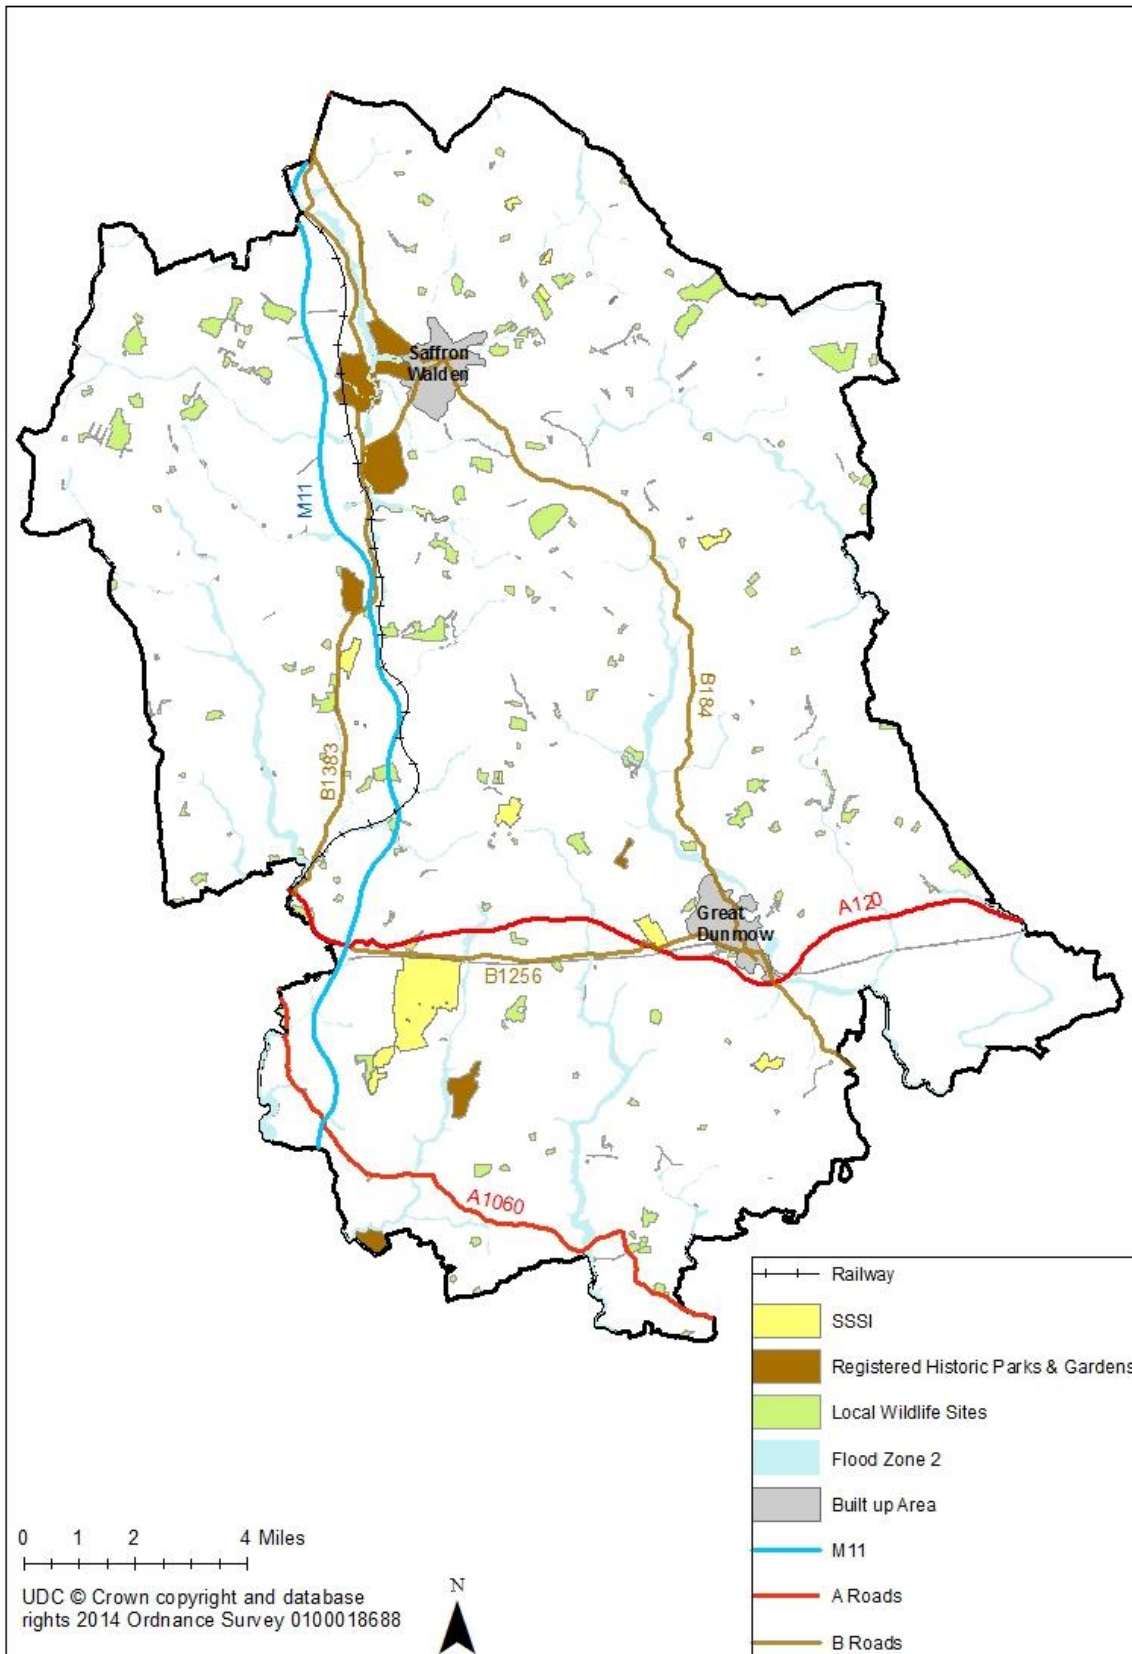 Saffron
Walden
M11
B184
B1383
Great
Dunmow
A120
B1256
A1060
Railway
SSSI
Registered Historic Parks & Gardens
Local Wildlife Sites
Flood Zone 2
Built up Area
M11
A Roads
B Roads
0 1 2 4 Miles
UDC © Crown copyright and database
rights 2014 Ordnance Survey 0100018688
N